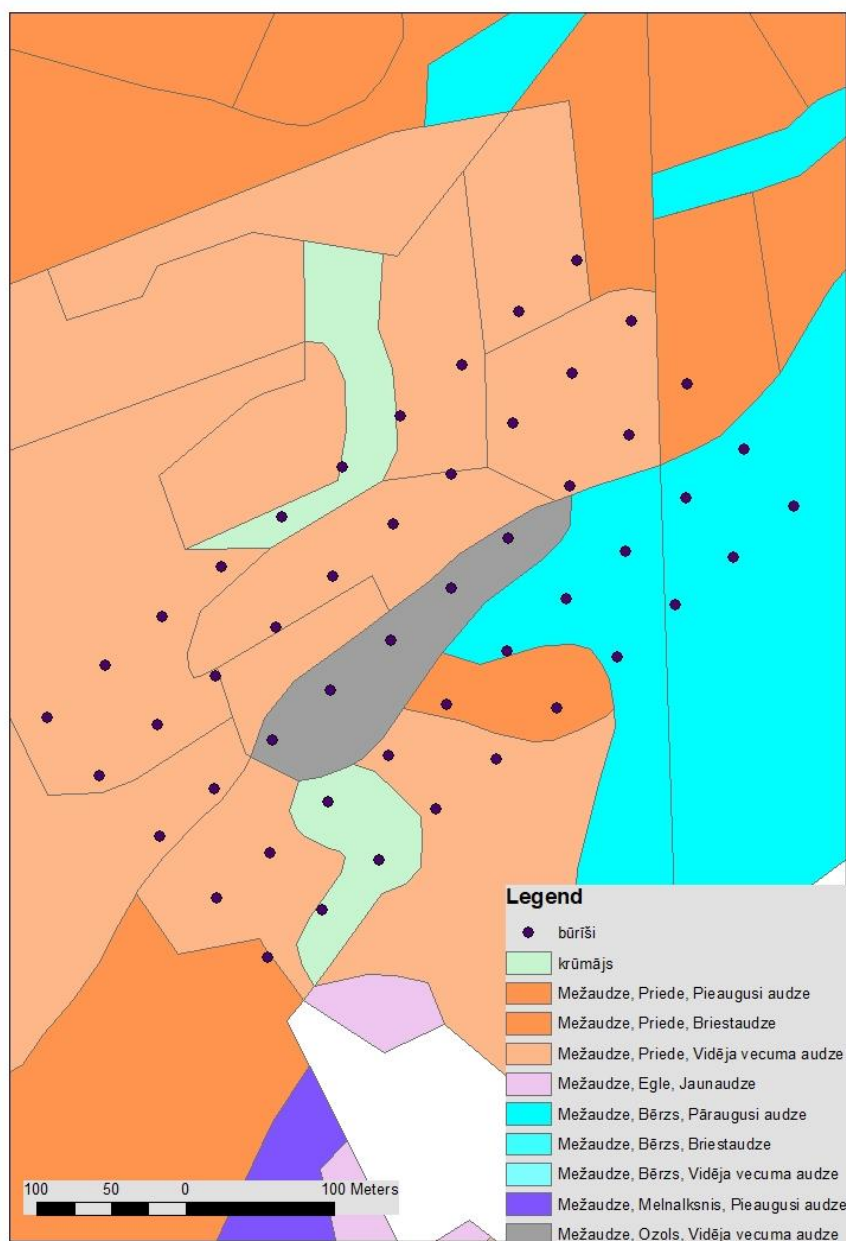 Legend
būrīši
krūmājs
Mežaudze, Priede, Pieaugusi audze
Mežaudze, Priede, Briestaudze
Mežaudze, Priede, Vidēja vecuma audze
Mežaudze, Egle, Jaunaudze
Mežaudze, Bērzs, Pāraugusi audze
Mežaudze, Bērzs, Briestaudze
Mežaudze, Bērzs, Vidēja vecuma audze
Mežaudze, Melnalksnis, Pieaugusi audze
Mežaudze, Ozols, Vidēja vecuma audze
100 50 0 100 Meters